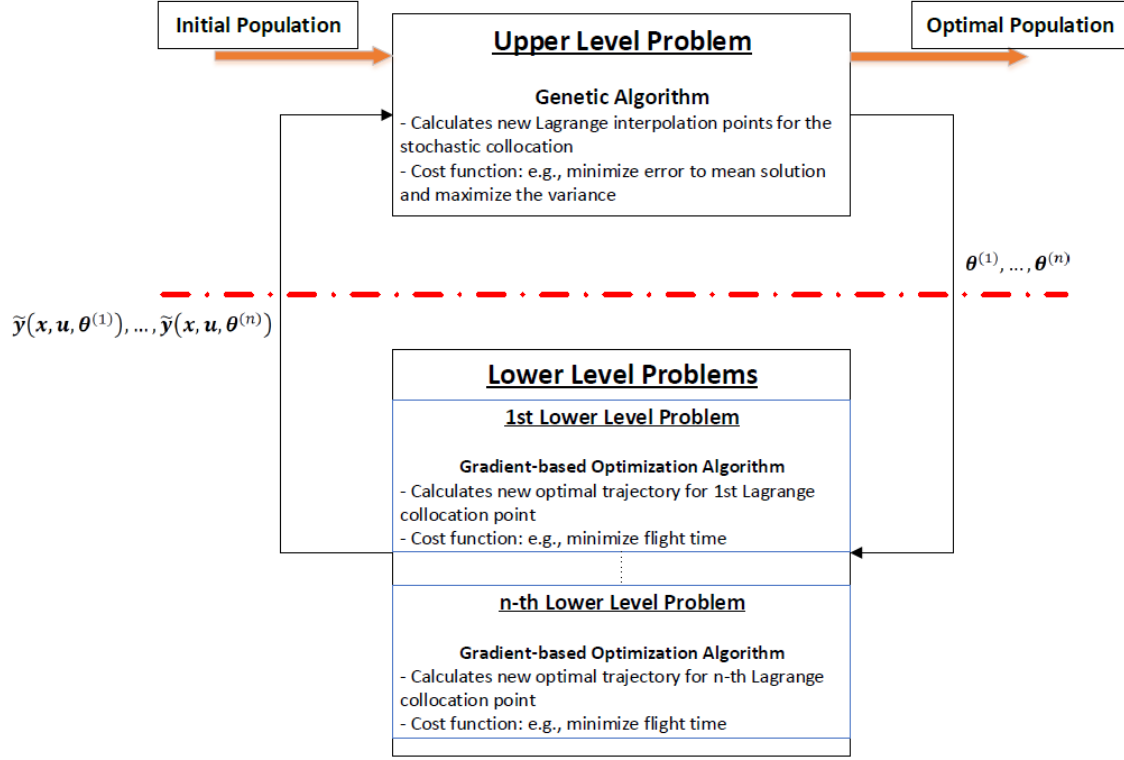 Initial Population
Optimal Population
Upper Level Problem
Genetic Algorithm
- Calculates new Lagrange interpolation points for the
stochastic collocation
- Cost function: e.g., minimize error to mean solution
and maximize the variance
θ⁽¹⁾, ..., θ⁽ⁿ⁾
ỹ(x, u, θ⁽¹⁾), ..., ỹ(x, u, θ⁽ⁿ⁾)
Lower Level Problems
1st Lower Level Problem
Gradient-based Optimization Algorithm
- Calculates new optimal trajectory for 1st Lagrange
collocation point
- Cost function: e.g., minimize flight time
n-th Lower Level Problem
Gradient-based Optimization Algorithm
- Calculates new optimal trajectory for n-th Lagrange
collocation point
- Cost function: e.g., minimize flight time